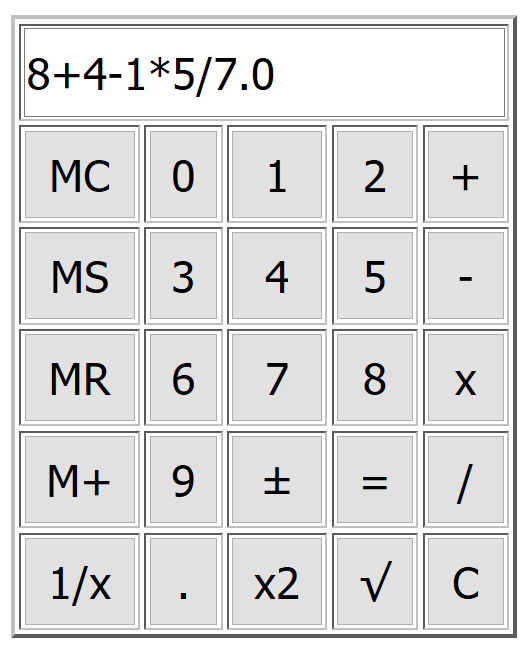 8+4-1*5/7.0
MC 0 1 2 +
MS 3 4 5 -
MR 6 7 8 x
M+ 9 ± = /
1/x . x2 √ C